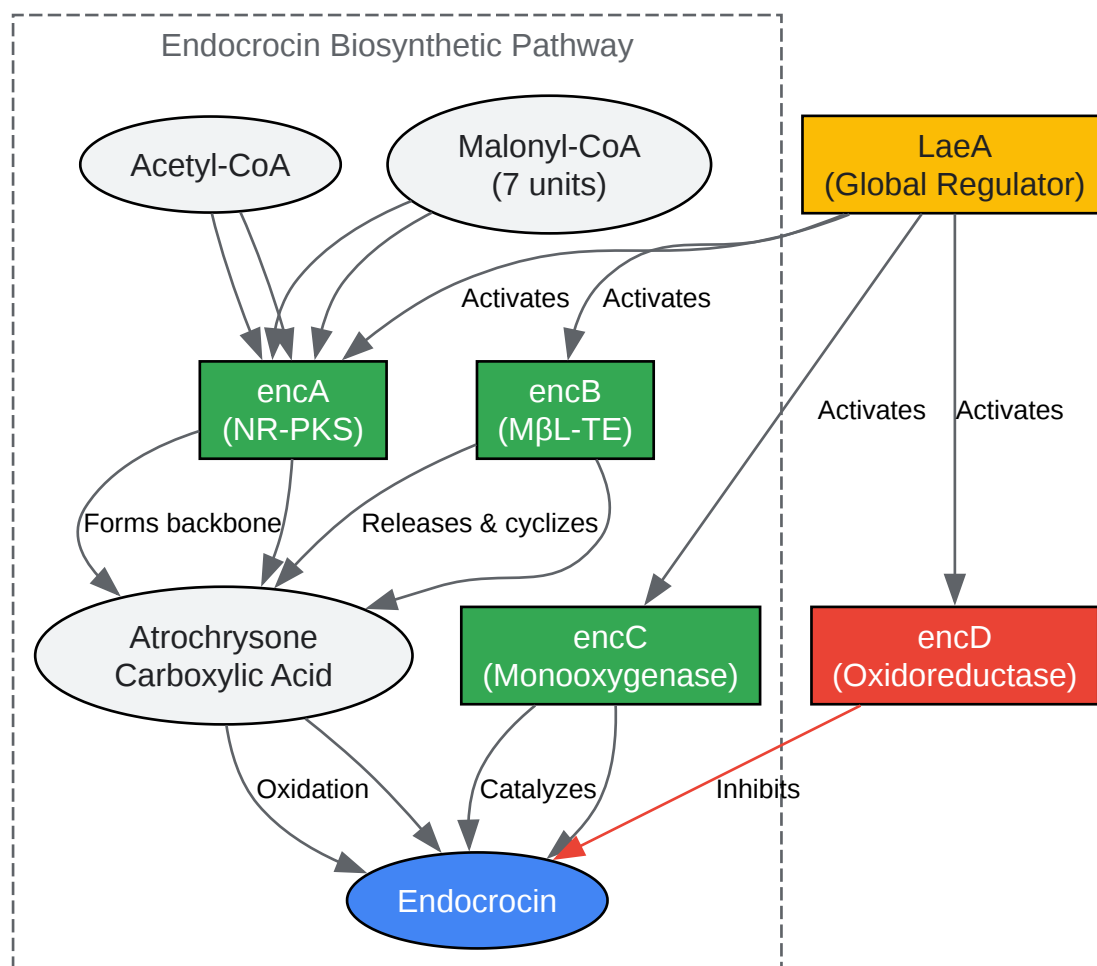 Endocrocin Biosynthetic Pathway
Acetyl-CoA
Malonyl-CoA
(7 units)
LaeA
(Global Regulator)
Activates
Activates
encA
(NR-PKS)
encB
(MβL-TE)
Activates
Activates
Forms backbone
Releases & cyclizes
Atrochrysone
Carboxylic Acid
encC
(Monooxygenase)
encD
(Oxidoreductase)
Oxidation
Catalyzes
Inhibits
Endocrocin